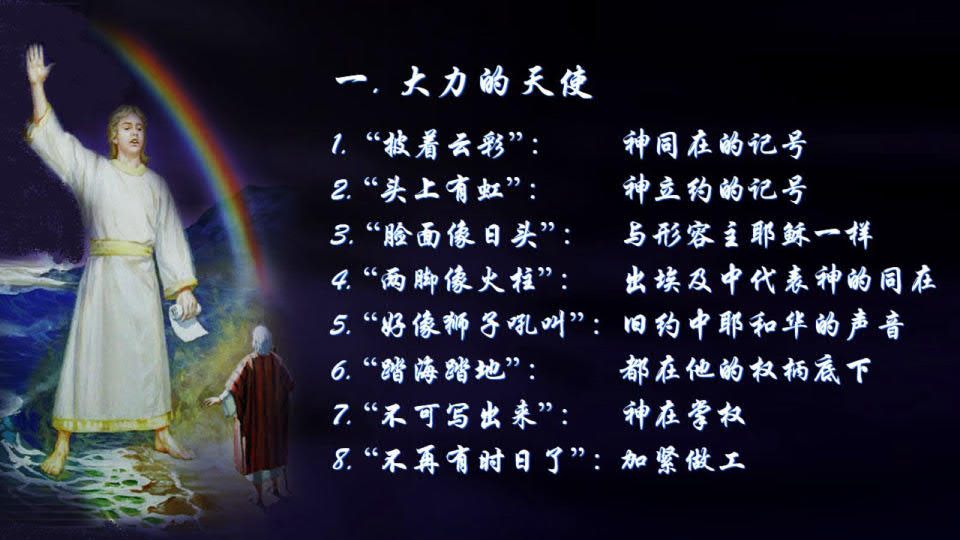 一. 大力的天使
1. “披着云彩”： 神同在的记号
2. “头上有虹”： 神立约的记号
3. “脸面像日头”： 与形容主耶稣一样
4. “两脚像火柱”： 出埃及中代表神的同在
5. “好像狮子吼叫”： 旧约中耶和华的声音
6. “踏海踏地”： 都在他的权柄底下
7. “不可写出来”： 神在掌权
8. “不再有时日了”： 加紧做工